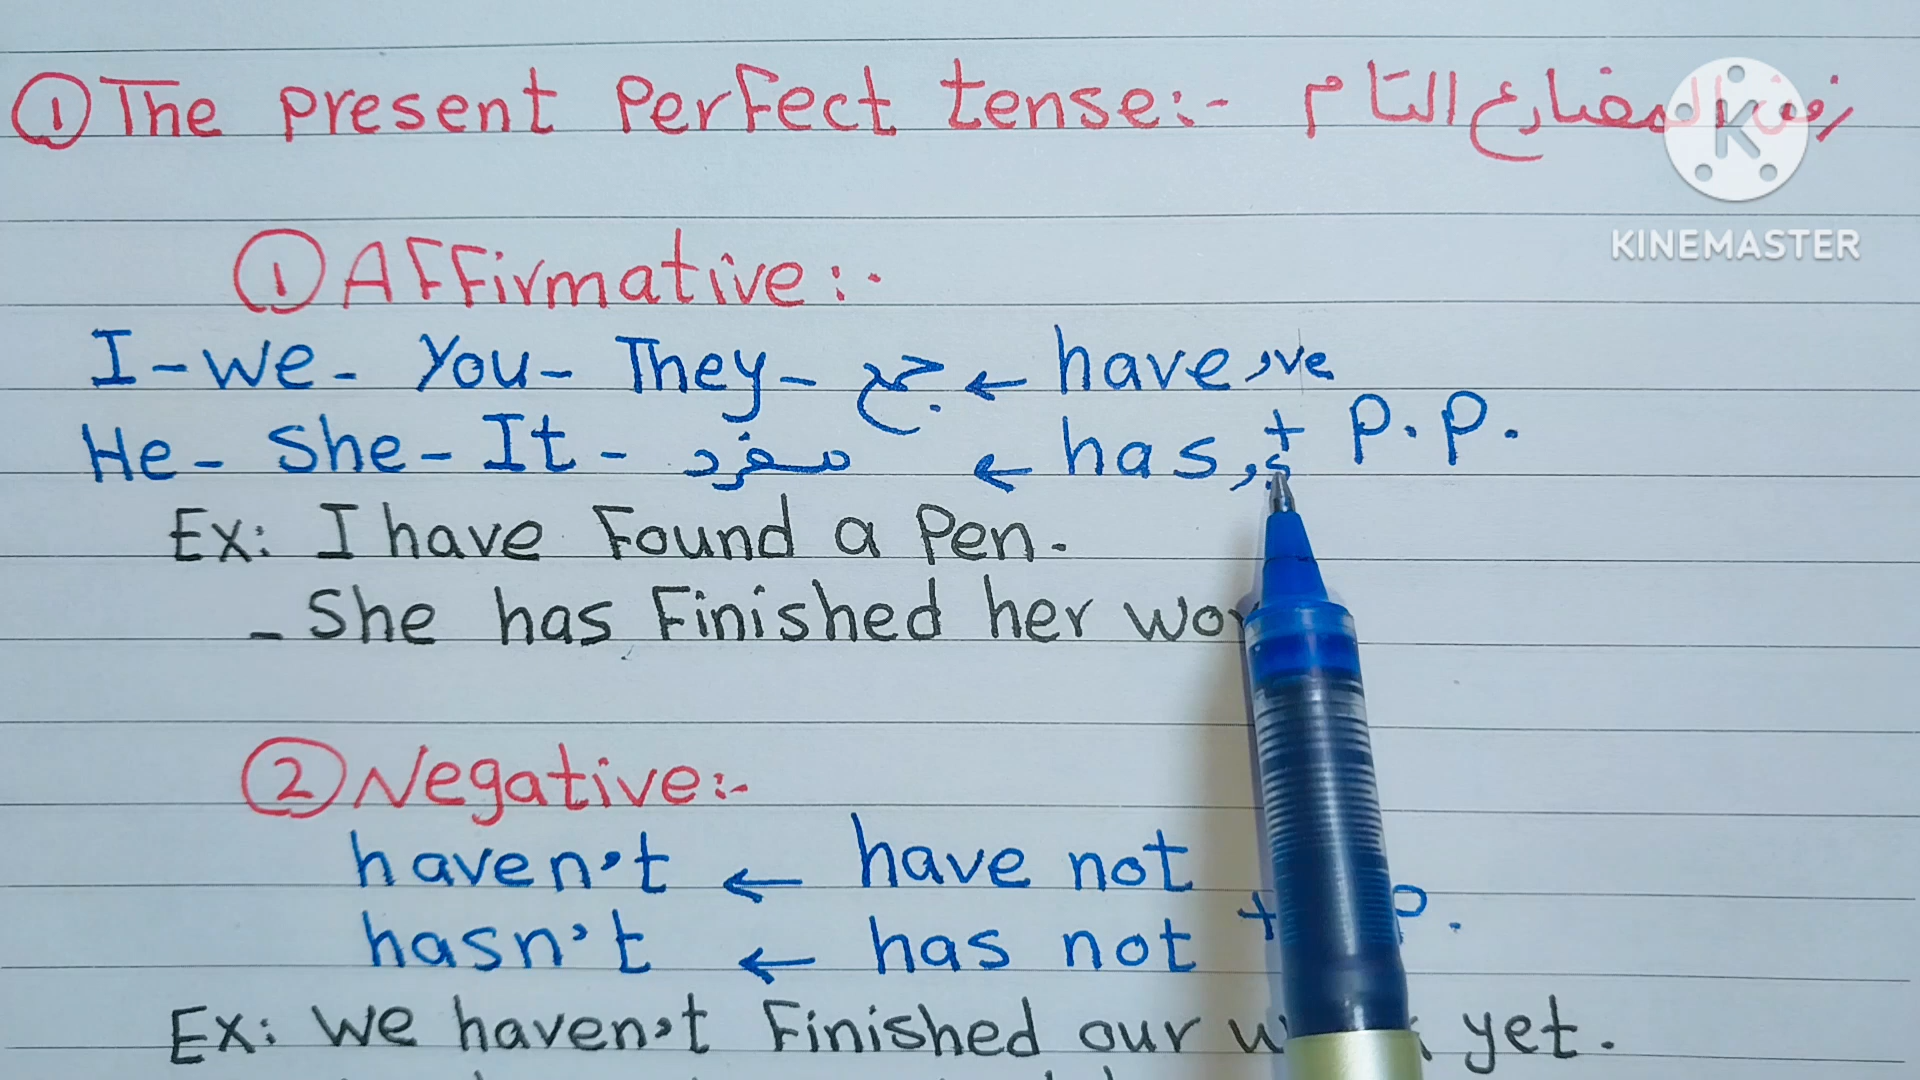 ① The present perfect tense:- زمن المضارع التام
KINEMASTER
① Affirmative:-
I - we - You - They - جمع ← have ,ve
He - She - It - مفرد ← has ,s + P.P.
Ex: I have found a pen.
- She has finished her
② Negative:-
haven't ← have not
hasn't ← has not +
Ex: we haven't finished our yet.